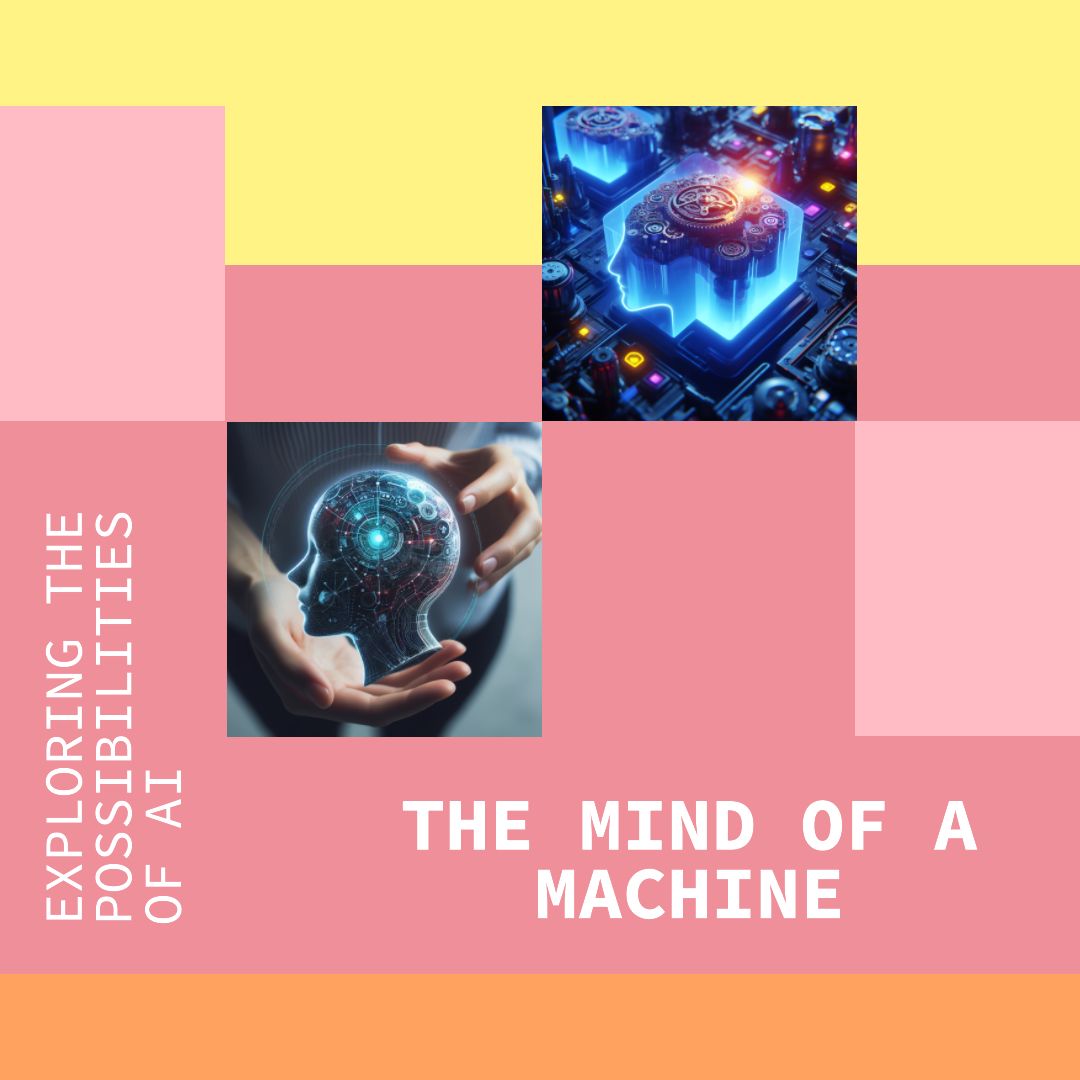 EXPLORING THE
POSSIBILITIES
OF AI
THE MIND OF A
MACHINE